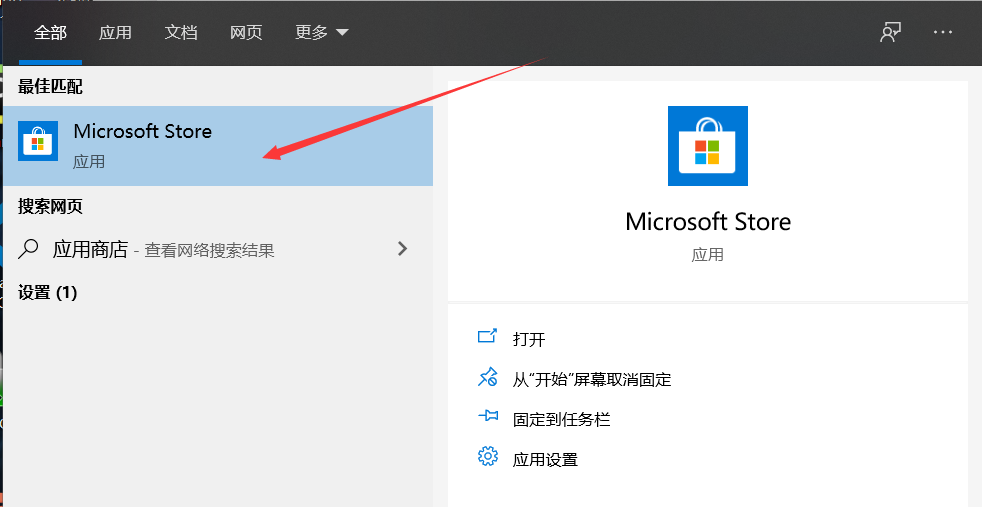 全部 应用 文档 网页 更多
最佳匹配
Microsoft Store
应用
搜索网页
应用商店 - 查看网络搜索结果
设置 (1)
Microsoft Store
应用
打开
从“开始”屏幕取消固定
固定到任务栏
应用设置